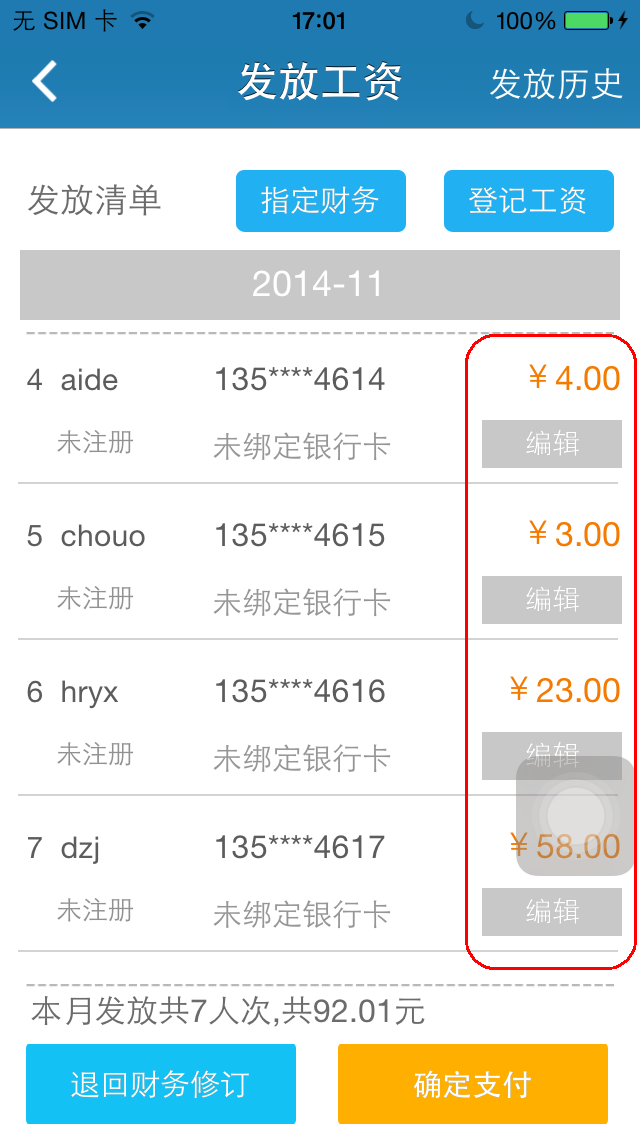 无 SIM 卡 17:01 100%
发放工资 发放历史
发放清单 指定财务 登记工资
2014-11
4 aide 135****4614 ￥4.00
未注册 未绑定银行卡 编辑
5 chouo 135****4615 ￥3.00
未注册 未绑定银行卡 编辑
6 hryx 135****4616 ￥23.00
未注册 未绑定银行卡 编辑
7 dzj 135****4617 ￥58.00
未注册 未绑定银行卡 编辑
本月发放共7人次,共92.01元
退回财务修订 确定支付